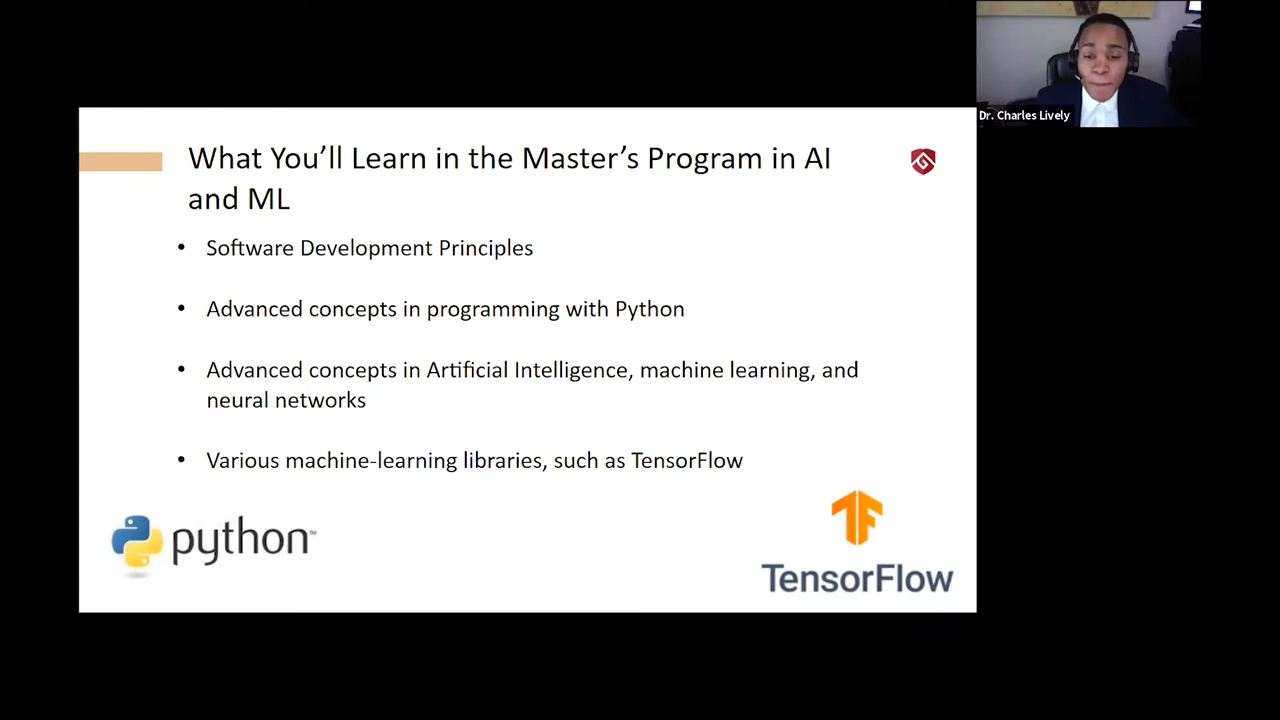 Dr. Charles Lively
What You’ll Learn in the Master’s Program in AI
and ML
• Software Development Principles
• Advanced concepts in programming with Python
• Advanced concepts in Artificial Intelligence, machine learning, and
neural networks
• Various machine-learning libraries, such as TensorFlow
python™
TensorFlow